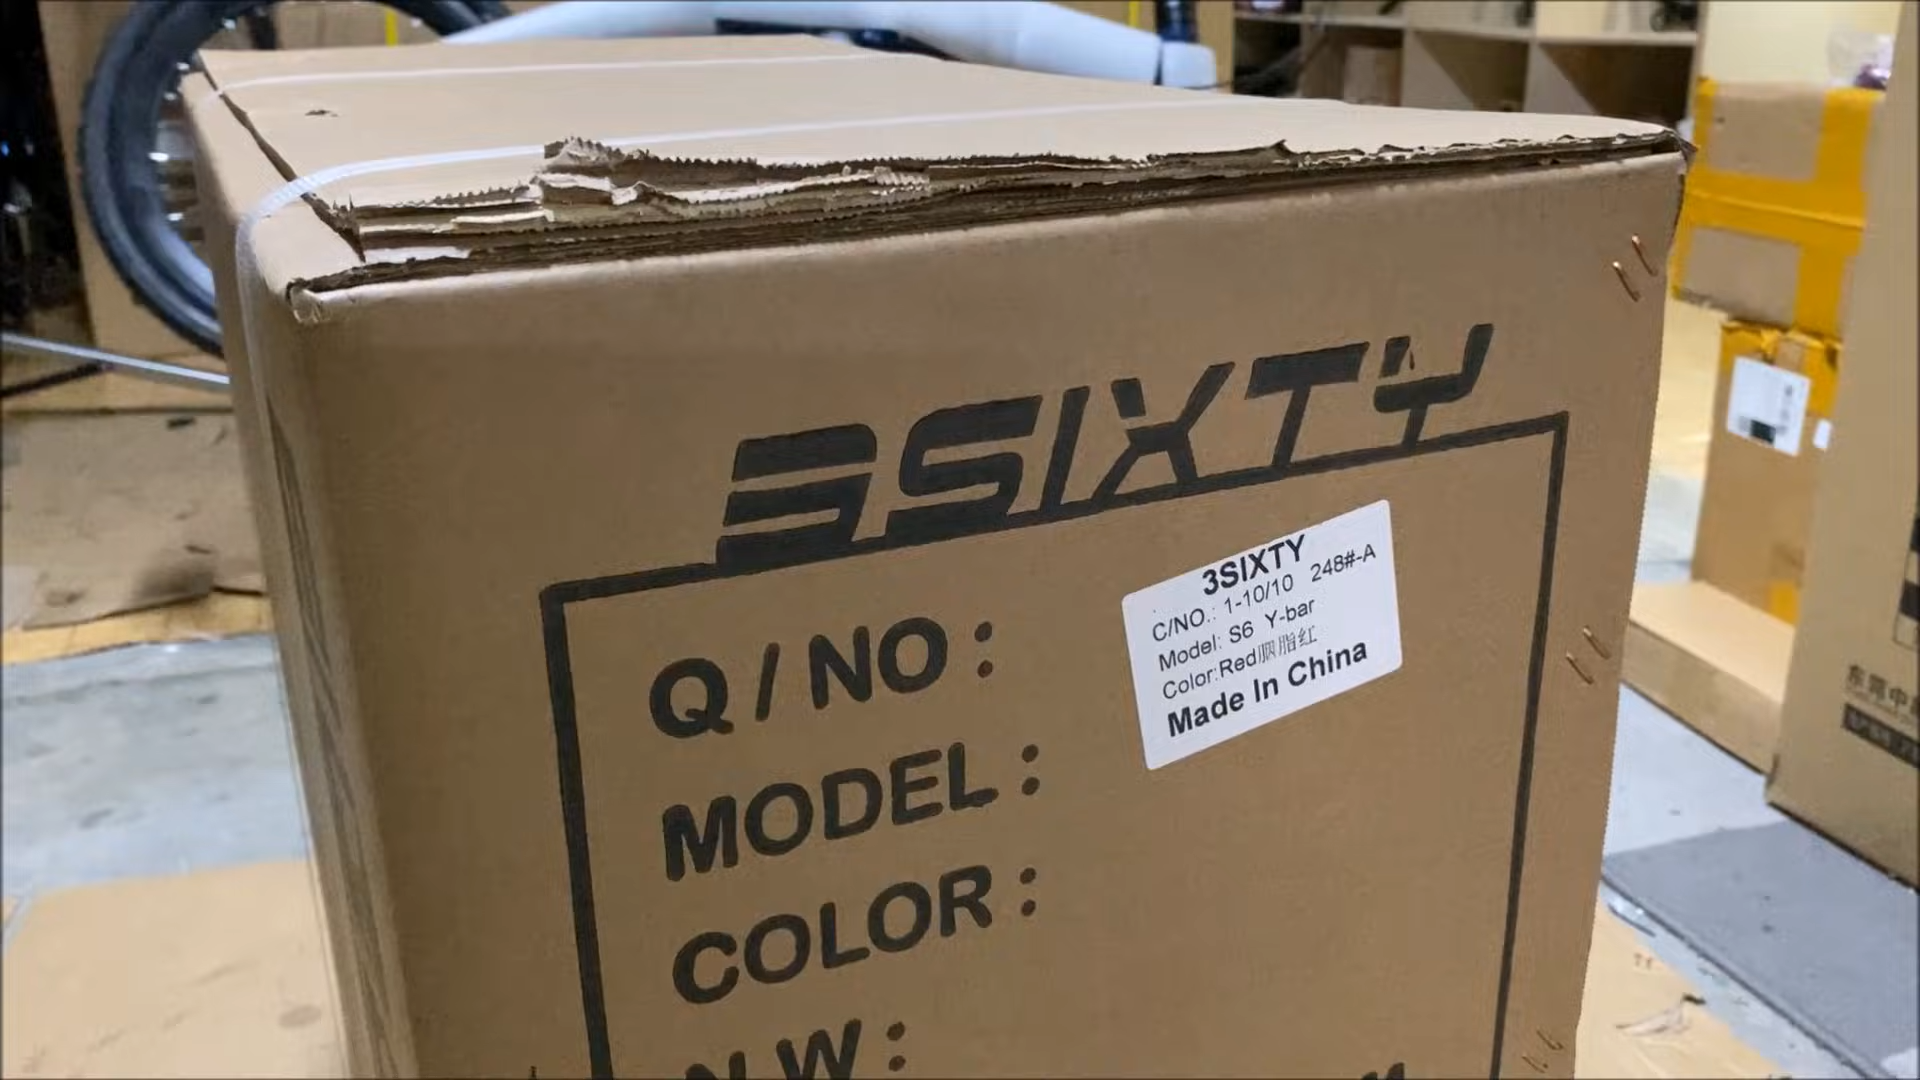 3SIXTY
3SIXTY
C/NO.: 1-10/10 248#-A
Model: S6 Y-bar
Color:Red胭脂红
Made In China
Q/NO:
MODEL:
COLOR:
N.W: